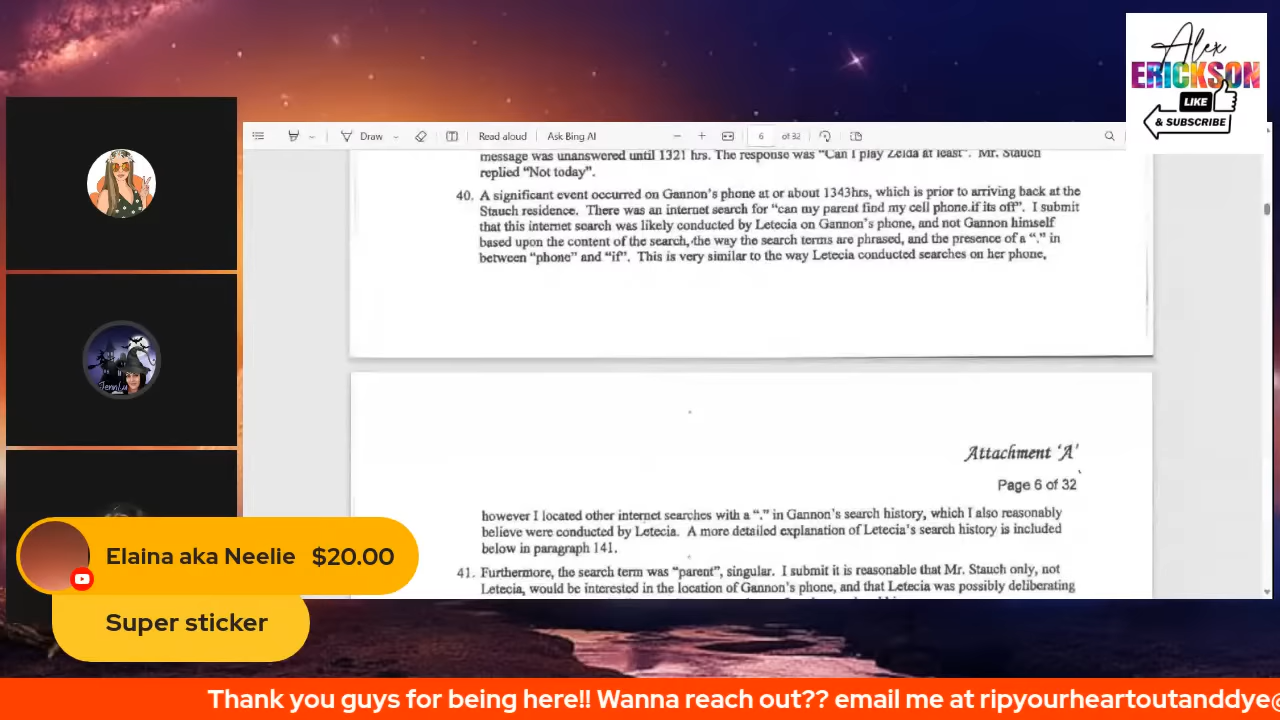 Alex
ERICKSON
LIKE
& SUBSCRIBE
Draw
Read aloud
Ask Bing AI
6
of 32
message was unanswered until 1321 hrs. The response was "Can I play Zelda at least". Mr. Stauch
replied "Not today".
40. A significant event occurred on Gannon's phone at or about 1343hrs, which is prior to arriving back at the
Stauch residence. There was an internet search for "can my parent find my cell phone.if its off". I submit
that this internet search was likely conducted by Letecia on Gannon's phone, and not Gannon himself
based upon the content of the search, the way the search terms are phrased, and the presence of a "." in
between "phone" and "if". This is very similar to the way Letecia conducted searches on her phone,
Attachment 'A'
Page 6 of 32
however I located other internet searches with a "." in Gannon's search history, which I also reasonably
believe were conducted by Letecia. A more detailed explanation of Letecia's search history is included
below in paragraph 141.
41. Furthermore, the search term was "parent", singular. I submit it is reasonable that Mr. Stauch only, not
Letecia, would be interested in the location of Gannon's phone, and that Letecia was possibly deliberating
JennLu
Elaina aka Neelie $20.00
Super sticker
Thank you guys for being here!! Wanna reach out?? email me at ripyourheartoutanddye@